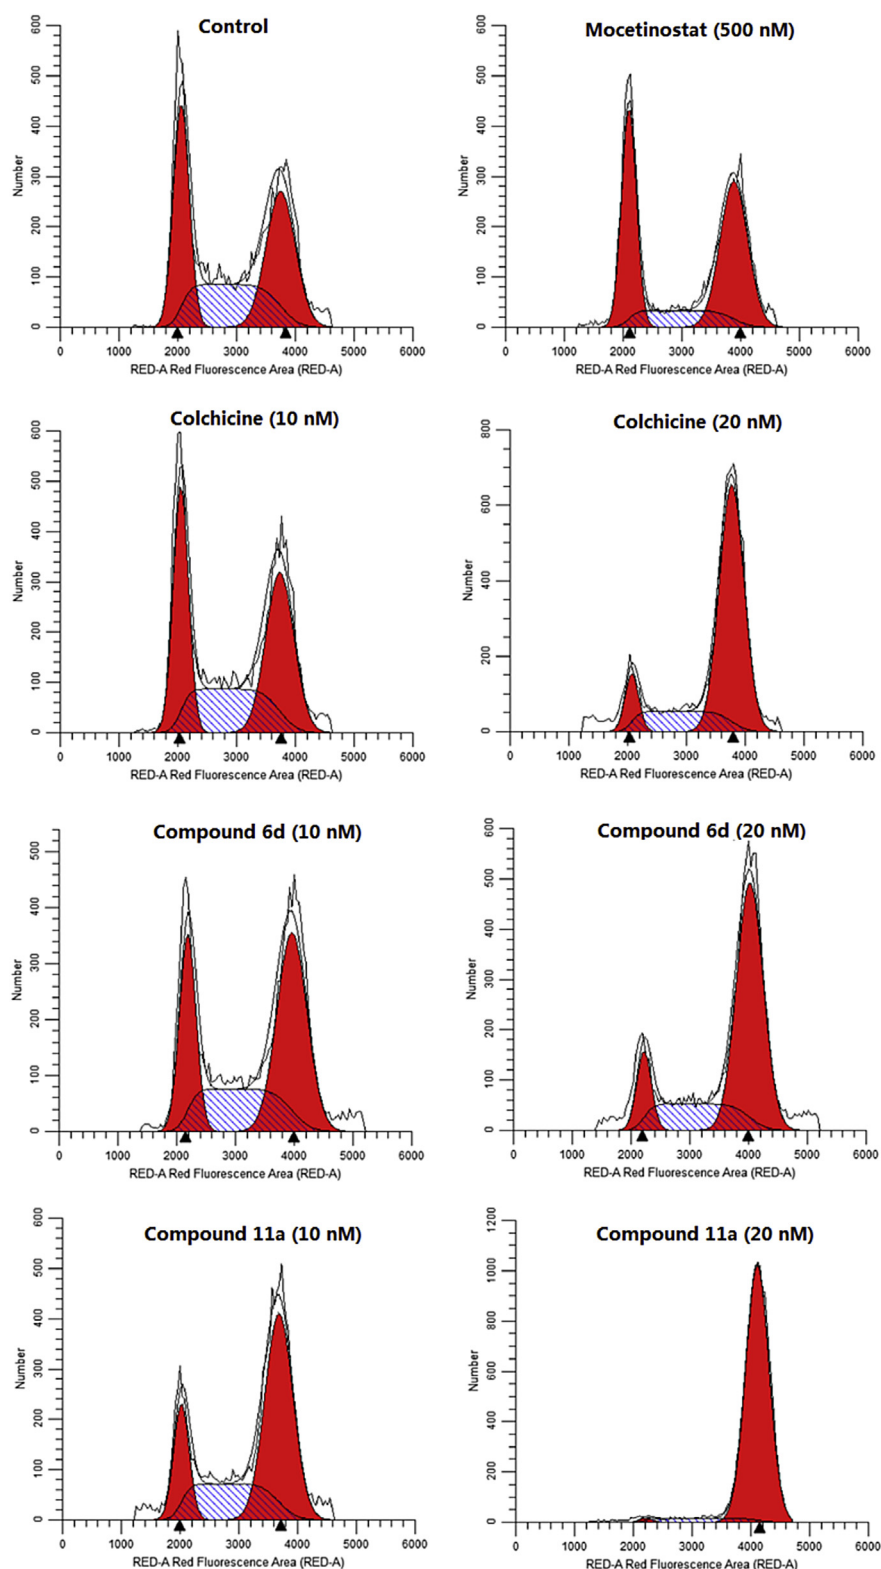 Control
600
500
400
300
200
100
0
Number
0 1000 2000 3000 4000 5000 6000
RED-A Red Fluorescence Area (RED-A)
Mocetinostat (500 nM)
600
500
400
300
200
100
0
Number
0 1000 2000 3000 4000 5000 6000
RED-A Red Fluorescence Area (RED-A)
Colchicine (10 nM)
600
500
400
300
200
100
0
Number
0 1000 2000 3000 4000 5000 6000
RED-A Red Fluorescence Area (RED-A)
Colchicine (20 nM)
800
600
400
200
0
Number
0 1000 2000 3000 4000 5000 6000
RED-A Red Fluorescence Area (RED-A)
Compound 6d (10 nM)
500
400
300
200
100
0
Number
0 1000 2000 3000 4000 5000 6000
RED-A Red Fluorescence Area (RED-A)
Compound 6d (20 nM)
600
500
400
300
200
100
0
Number
0 1000 2000 3000 4000 5000 6000
RED-A Red Fluorescence Area (RED-A)
Compound 11a (10 nM)
600
500
400
300
200
100
0
Number
0 1000 2000 3000 4000 5000 6000
RED-A Red Fluorescence Area (RED-A)
Compound 11a (20 nM)
1200
1000
800
600
400
200
0
Number
0 1000 2000 3000 4000 5000 6000
RED-A Red Fluorescence Area (RED-A)